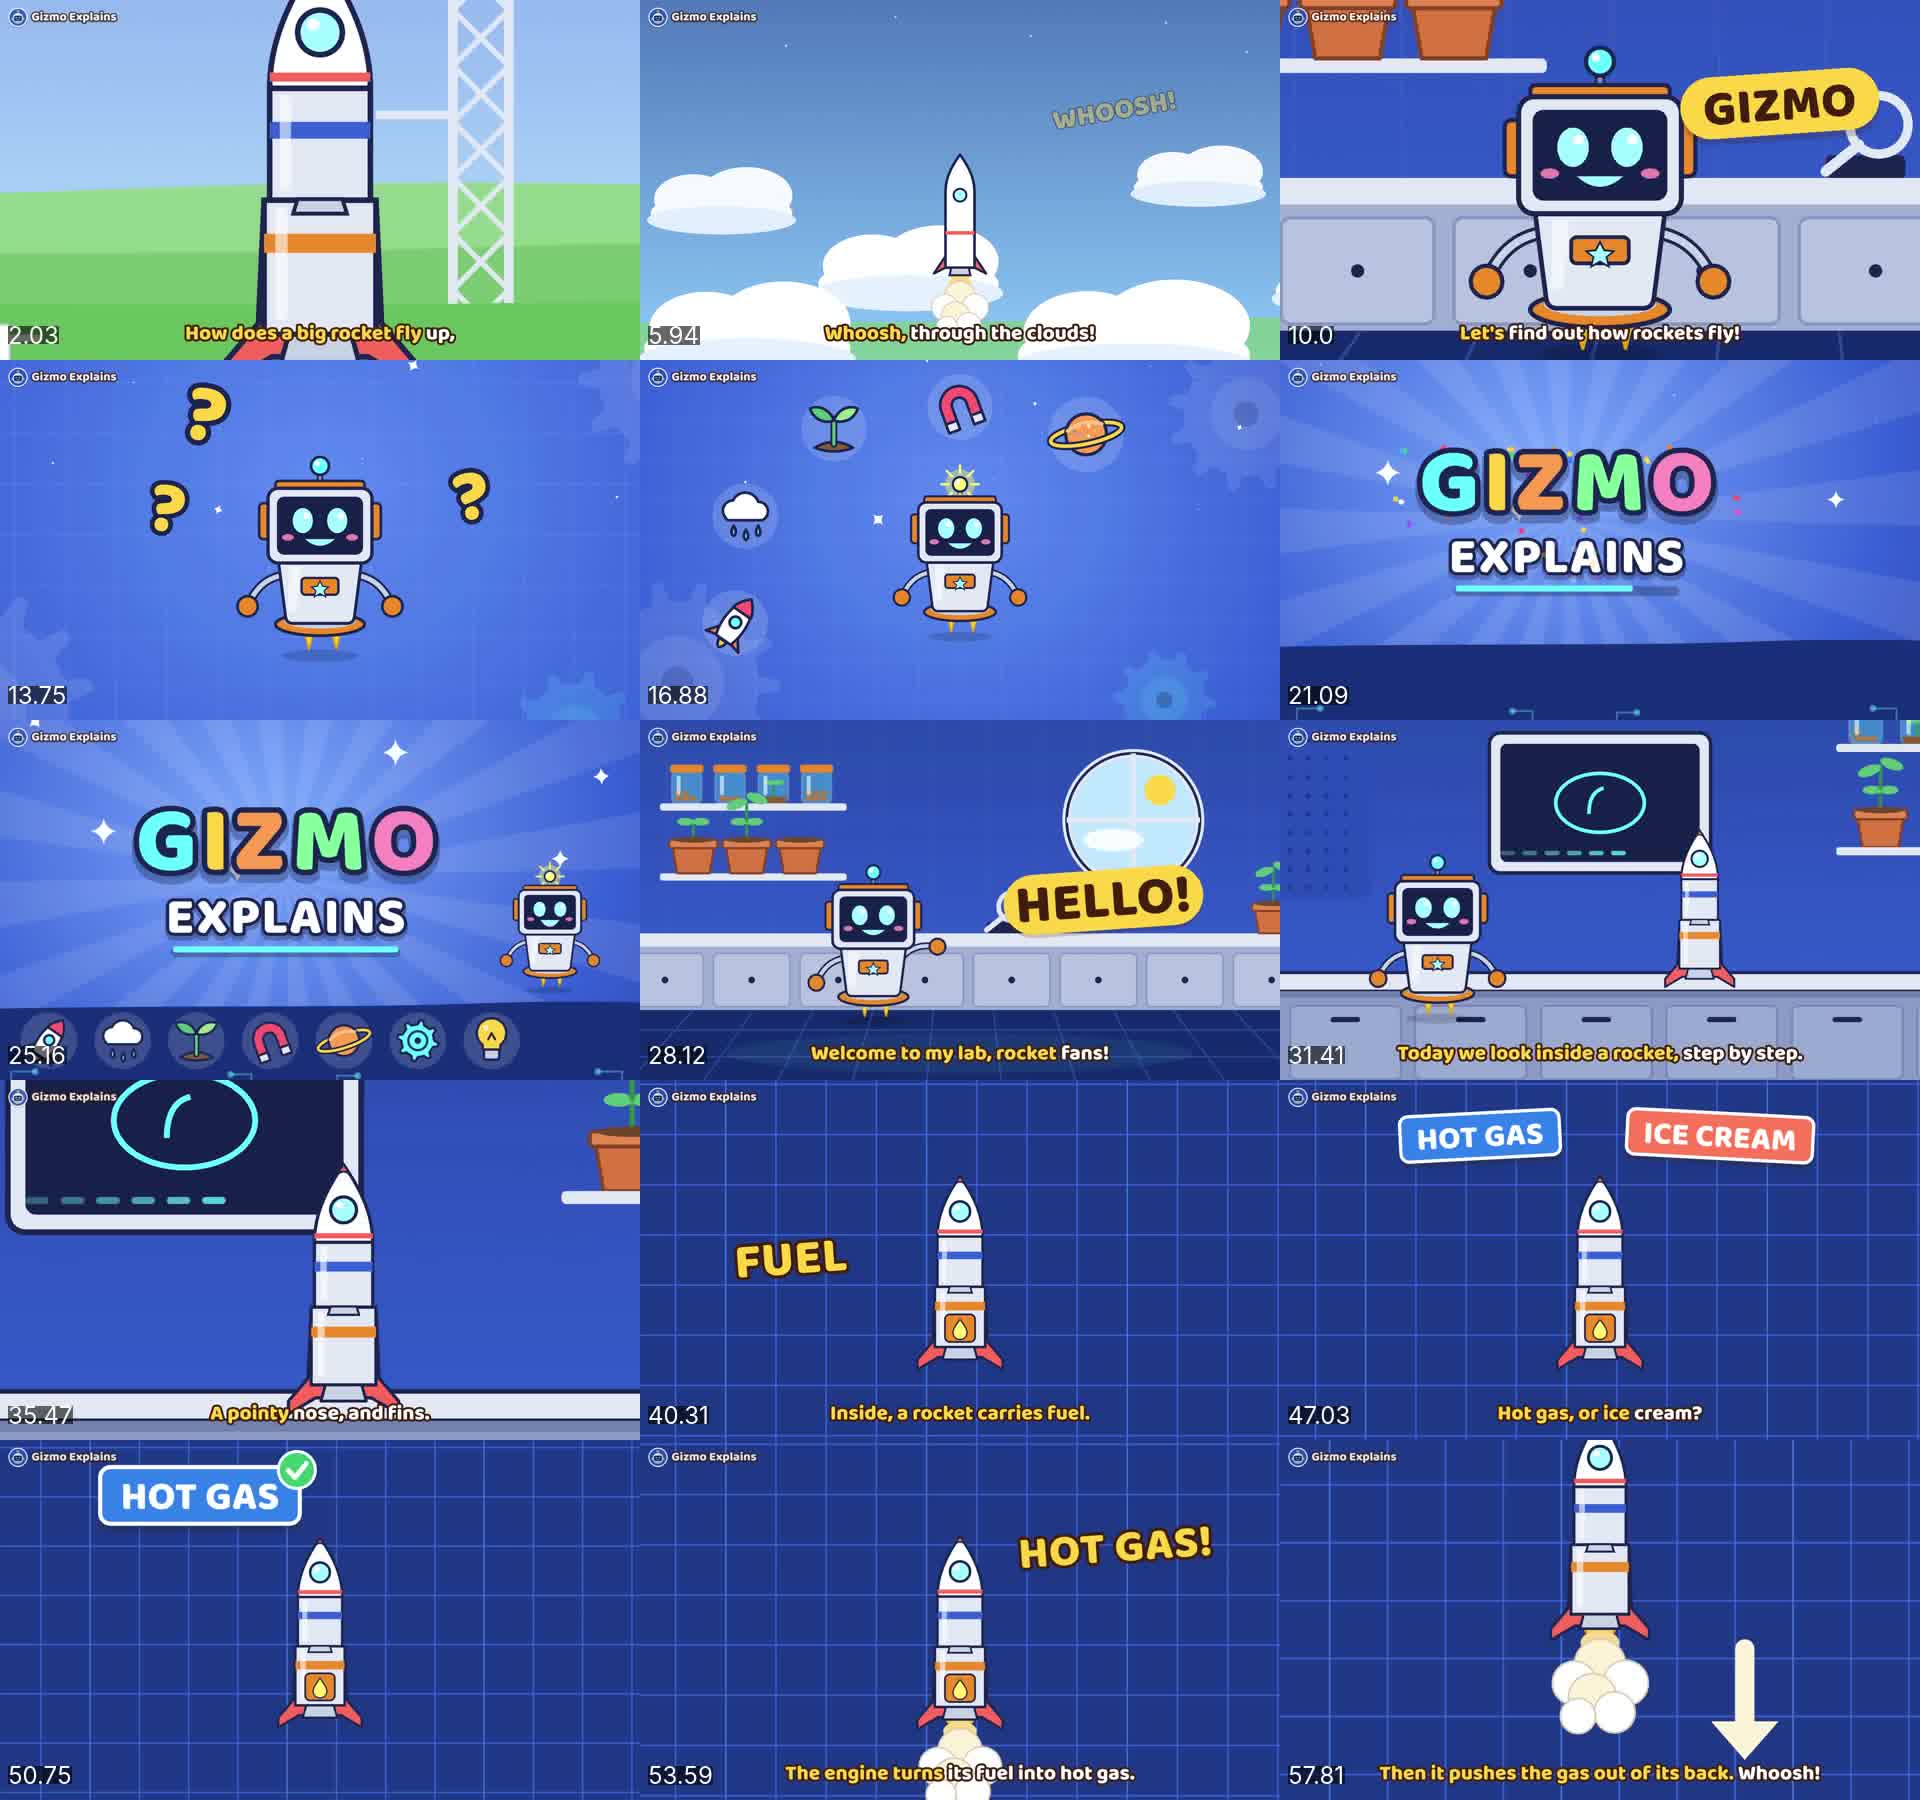 Gizmo Explains
How does a big rocket fly up,
2.03
Gizmo Explains
WHOOSH!
Whoosh, through the clouds!
5.94
Gizmo Explains
GIZMO
Let's find out how rockets fly!
10.0
Gizmo Explains
?
?
?
13.75
Gizmo Explains
16.88
Gizmo Explains
GIZMO
EXPLAINS
21.09
Gizmo Explains
GIZMO
EXPLAINS
25.16
Gizmo Explains
HELLO!
Welcome to my lab, rocket fans!
28.12
Gizmo Explains
Today we look inside a rocket, step by step.
31.41
Gizmo Explains
A pointy nose, and fins.
35.47
Gizmo Explains
FUEL
Inside, a rocket carries fuel.
40.31
Gizmo Explains
HOT GAS
ICE CREAM
Hot gas, or ice cream?
47.03
Gizmo Explains
HOT GAS
50.75
Gizmo Explains
HOT GAS!
The engine turns its fuel into hot gas.
53.59
Gizmo Explains
Then it pushes the gas out of its back. Whoosh!
57.81